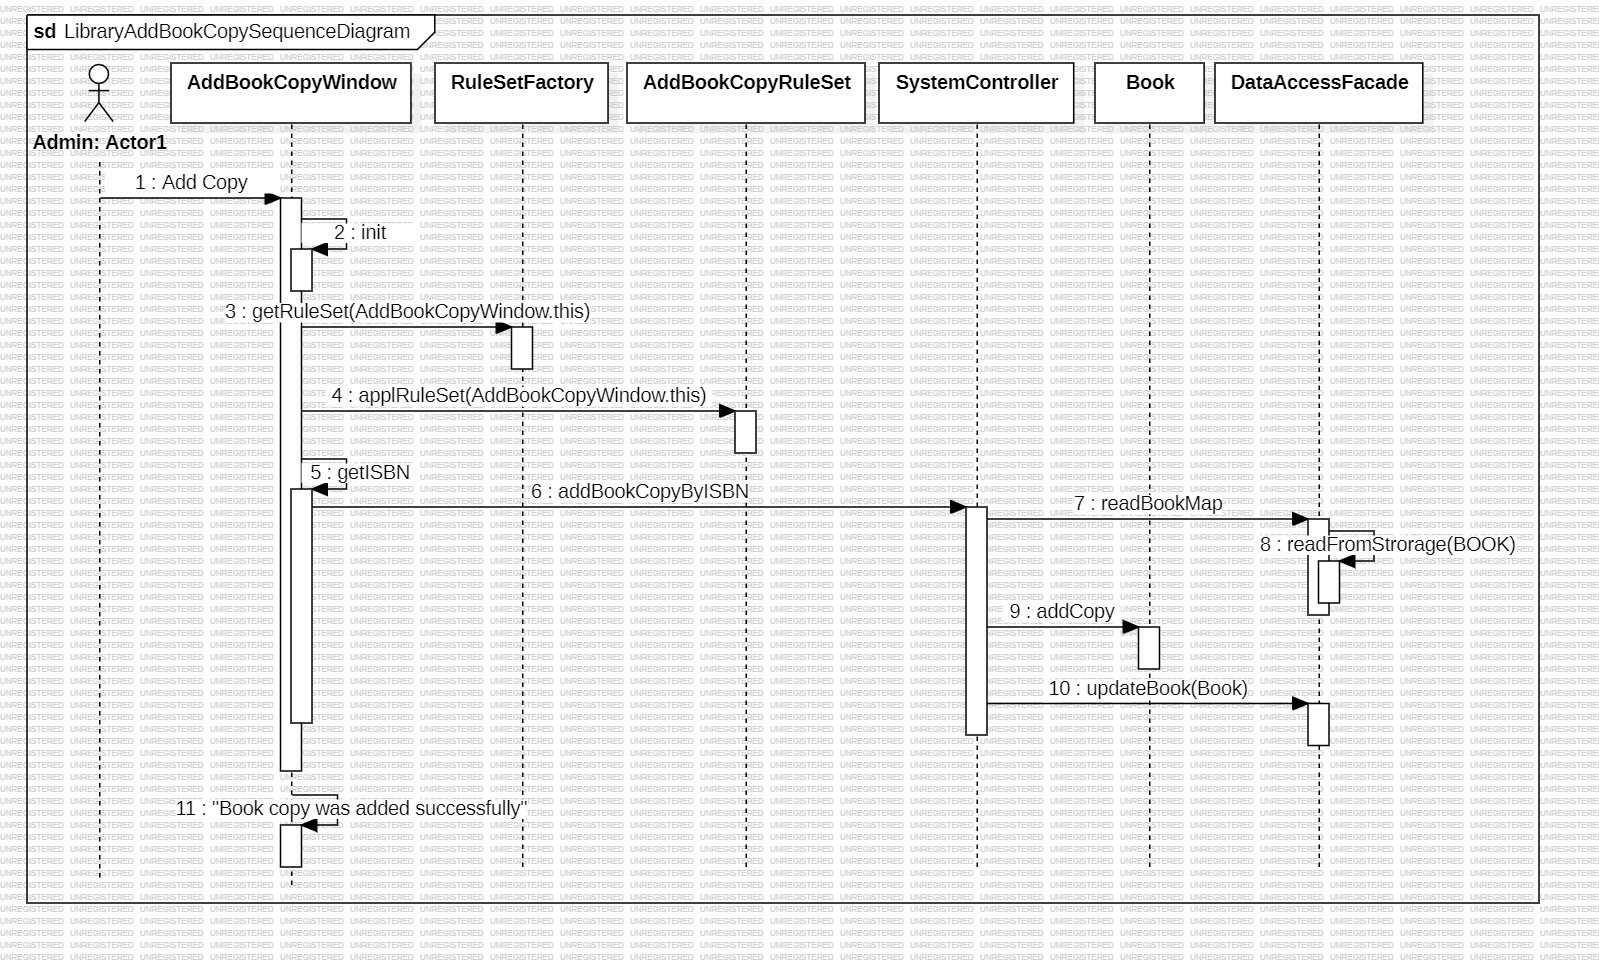 sd LibraryAddBookCopySequenceDiagram
AddBookCopyWindow
RuleSetFactory
AddBookCopyRuleSet
SystemController
Book
DataAccessFacade
Admin: Actor1
1 : Add Copy
2 : init
3 : getRuleSet(AddBookCopyWindow.this)
4 : applRuleSet(AddBookCopyWindow.this)
5 : getISBN
6 : addBookCopyByISBN
7 : readBookMap
8 : readFromStrorage(BOOK)
9 : addCopy
10 : updateBook(Book)
11 : "Book copy was added successfully"
UNREGISTERED